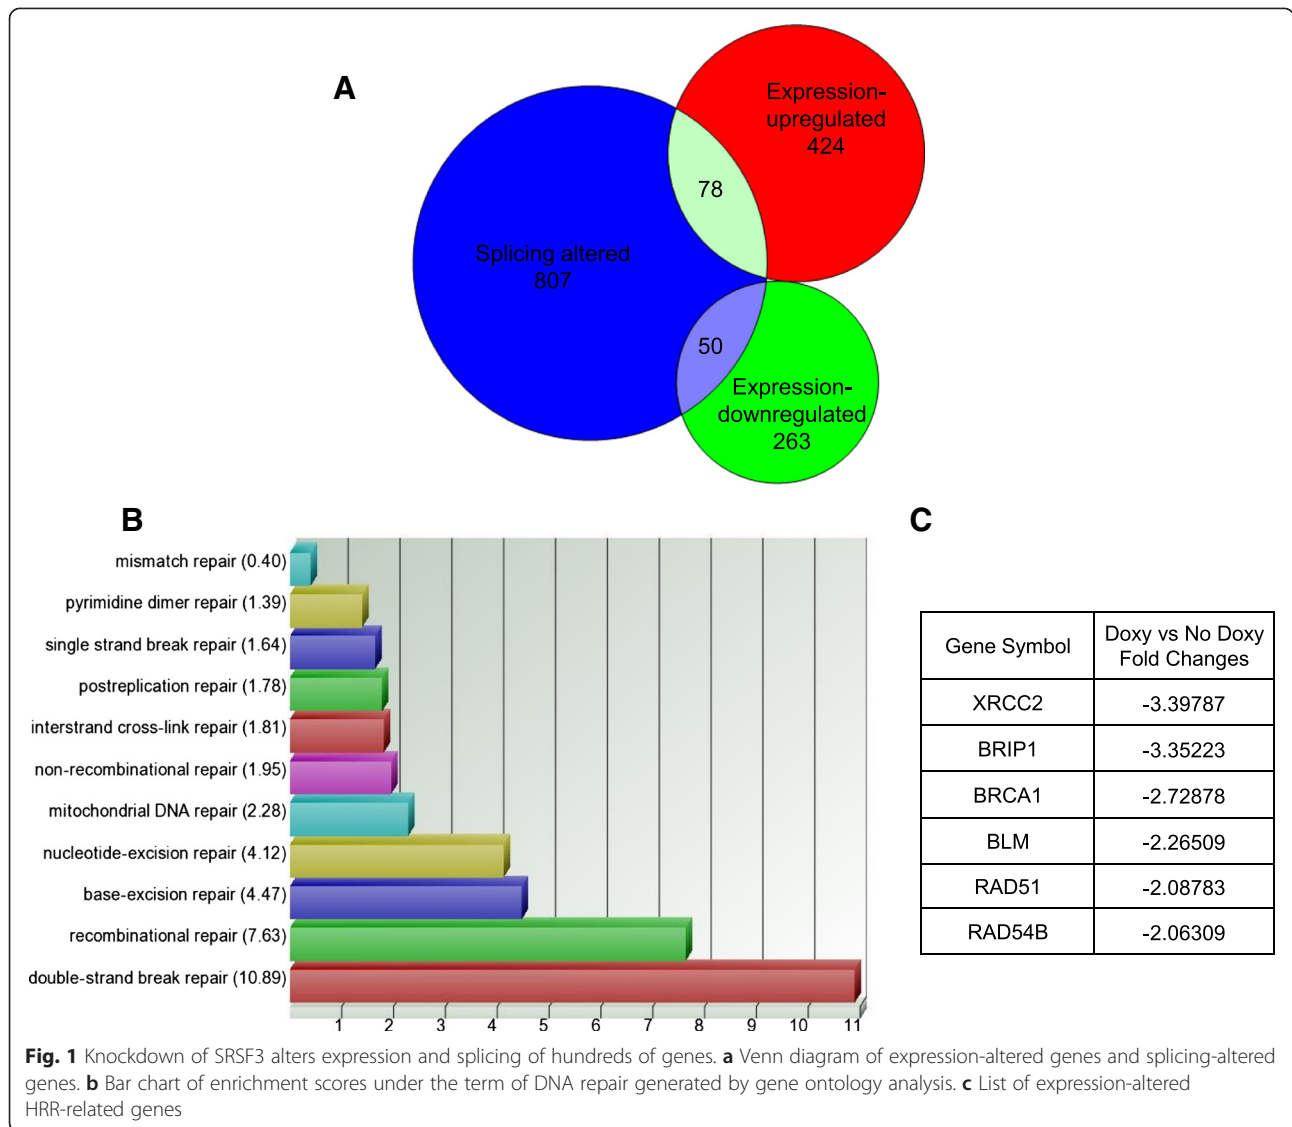 A
Expression-
upregulated
424
78
Splicing altered
807
50
Expression-
downregulated
263
B
mismatch repair (0.40)
pyrimidine dimer repair (1.39)
single strand break repair (1.64)
postreplication repair (1.78)
interstrand cross-link repair (1.81)
non-recombinational repair (1.95)
mitochondrial DNA repair (2.28)
nucleotide-excision repair (4.12)
base-excision repair (4.47)
recombinational repair (7.63)
double-strand break repair (10.89)
1 2 3 4 5 6 7 8 9 10 11
C
Gene Symbol
Doxy vs No Doxy
Fold Changes
XRCC2 -3.39787
BRIP1 -3.35223
BRCA1 -2.72878
BLM -2.26509
RAD51 -2.08783
RAD54B -2.06309
Fig. 1 Knockdown of SRSF3 alters expression and splicing of hundreds of genes. a Venn diagram of expression-altered genes and splicing-altered
genes. b Bar chart of enrichment scores under the term of DNA repair generated by gene ontology analysis. c List of expression-altered
HRR-related genes